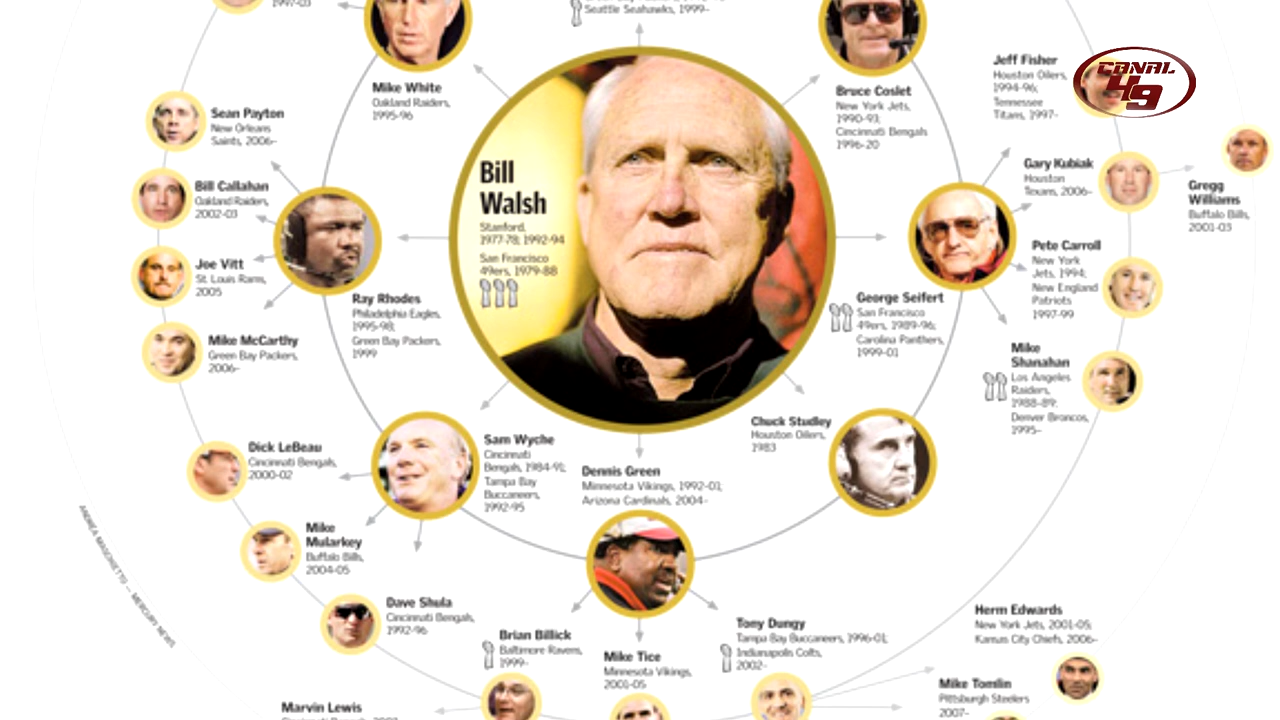 1997-03
Seattle Seahawks, 1999-
Mike White
Oakland Raiders,
1995-96
Bruce Coslet
New York Jets,
1990-93;
Cincinnati Bengals
1996-20
Jeff Fisher
Houston Oilers,
1994-96;
Tennessee
Titans, 1997-
CANAL
49
Sean Payton
New Orleans
Saints, 2006-
Bill Callahan
Oakland Raiders,
2002-03
Joe Vitt
St. Louis Rams,
2005
Mike McCarthy
Green Bay Packers,
2006-
Ray Rhodes
Philadelphia Eagles,
1995-98;
Green Bay Packers,
1999
Bill
Walsh
Stanford,
1977-78; 1992-94
San Francisco
49ers, 1979-88
George Seifert
San Francisco
49ers, 1989-96;
Carolina Panthers,
1999-01
Gary Kubiak
Houston
Texans, 2006-
Gregg
Williams
Buffalo Bills,
2001-03
Pete Carroll
New York
Jets, 1994;
New England
Patriots
1997-99
Mike
Shanahan
Los Angeles
Raiders,
1988-89;
Denver Broncos,
1995-
Chuck Studley
Houston Oilers,
1983
Sam Wyche
Cincinnati
Bengals, 1984-91;
Tampa Bay
Buccaneers,
1992-95
Dennis Green
Minnesota Vikings, 1992-01;
Arizona Cardinals, 2004-
Dick LeBeau
Cincinnati Bengals,
2000-02
Mike
Mularkey
Buffalo Bills,
2004-05
Dave Shula
Cincinnati Bengals,
1992-96
Brian Billick
Baltimore Ravens,
1999-
Mike Tice
Minnesota Vikings,
2001-05
Tony Dungy
Tampa Bay Buccaneers, 1996-01;
Indianapolis Colts,
2002-
Herm Edwards
New York Jets, 2001-05;
Kansas City Chiefs, 2006-
Mike Tomlin
Pittsburgh Steelers
2007-
Marvin Lewis
MERCURY NEWS